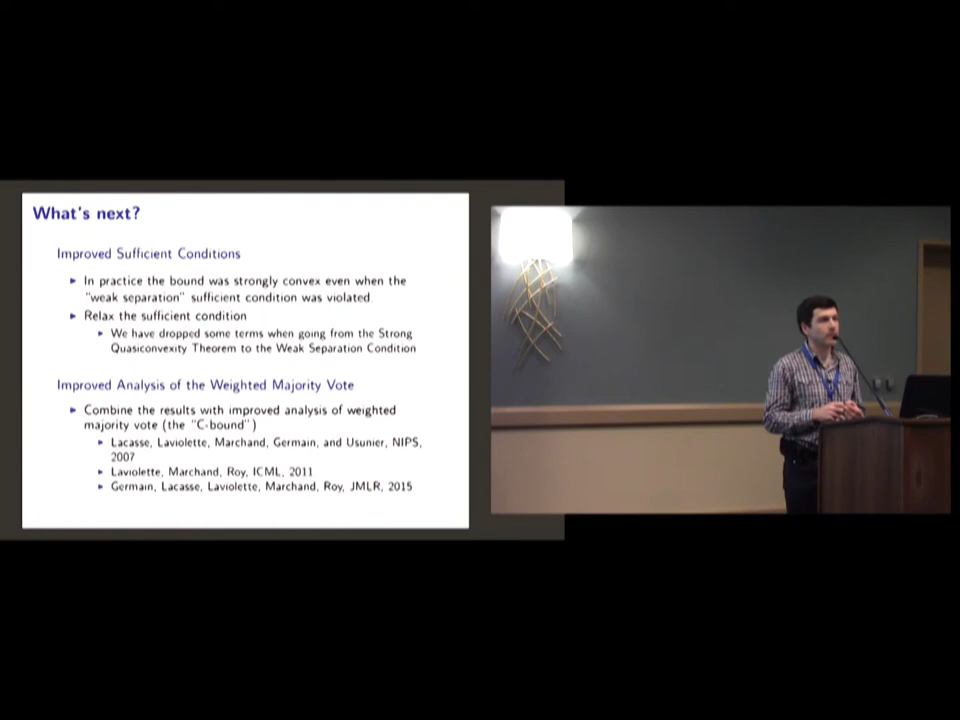 What's next?
Improved Sufficient Conditions
In practice the bound was strongly convex even when the
"weak separation" sufficient condition was violated
Relax the sufficient condition
We have dropped some terms when going from the Strong
Quasiconvexity Theorem to the Weak Separation Condition
Improved Analysis of the Weighted Majority Vote
Combine the results with improved analysis of weighted
majority vote (the "C-bound")
Lacasse, Laviolette, Marchand, Germain, and Usunier, NIPS,
2007
Laviolette, Marchand, Roy, ICML, 2011
Germain, Lacasse, Laviolette, Marchand, Roy, JMLR, 2015